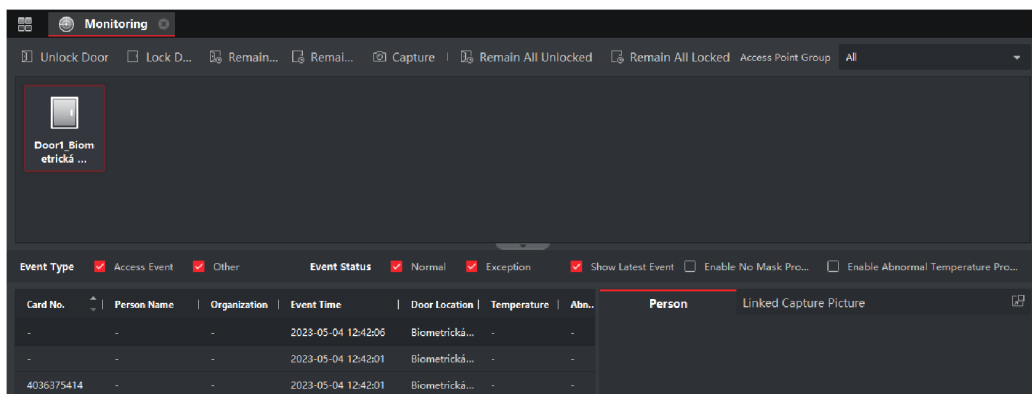 Monitoring
Unlock Door Lock D... Remain... Remai... Capture Remain All Unlocked Remain All Locked Access Point Group All
Door1_Biom
etrická ...
Event Type Access Event Other Event Status Normal Exception Show Latest Event Enable No Mask Pro... Enable Abnormal Temperature Pro...
Card No. Person Name Organization Event Time Door Location Temperature Abn.. Person Linked Capture Picture
- - - 2023-05-04 12:42:06 Biometrická... - -
- - - 2023-05-04 12:42:01 Biometrická... - -
4036375414 - - 2023-05-04 12:42:01 Biometrická... - -